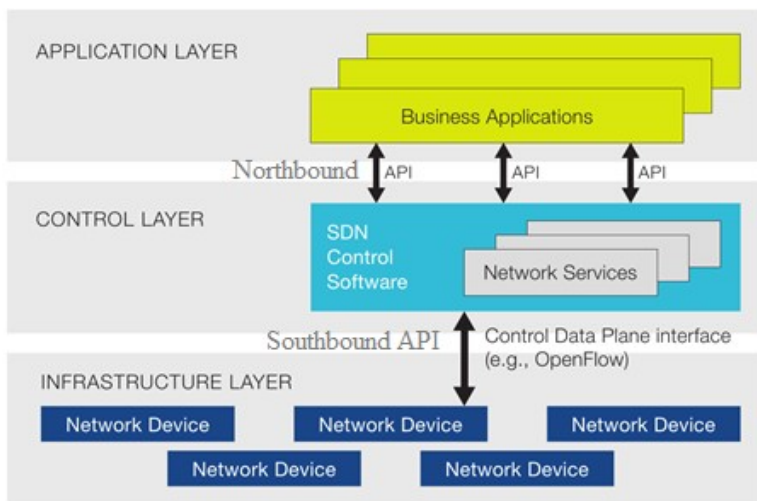 APPLICATION LAYER
Business Applications
Northbound API API API
CONTROL LAYER
SDN
Control
Software
Network Services
Southbound API
Control Data Plane interface
(e.g., OpenFlow)
INFRASTRUCTURE LAYER
Network Device Network Device Network Device
Network Device Network Device